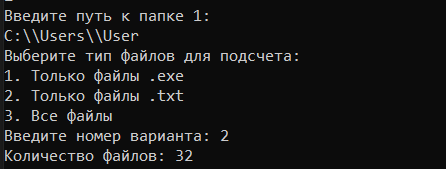 Введите путь к папке 1:
C:\\Users\\User
Выберите тип файлов для подсчета:
1. Только файлы .exe
2. Только файлы .txt
3. Все файлы
Введите номер варианта: 2
Количество файлов: 32